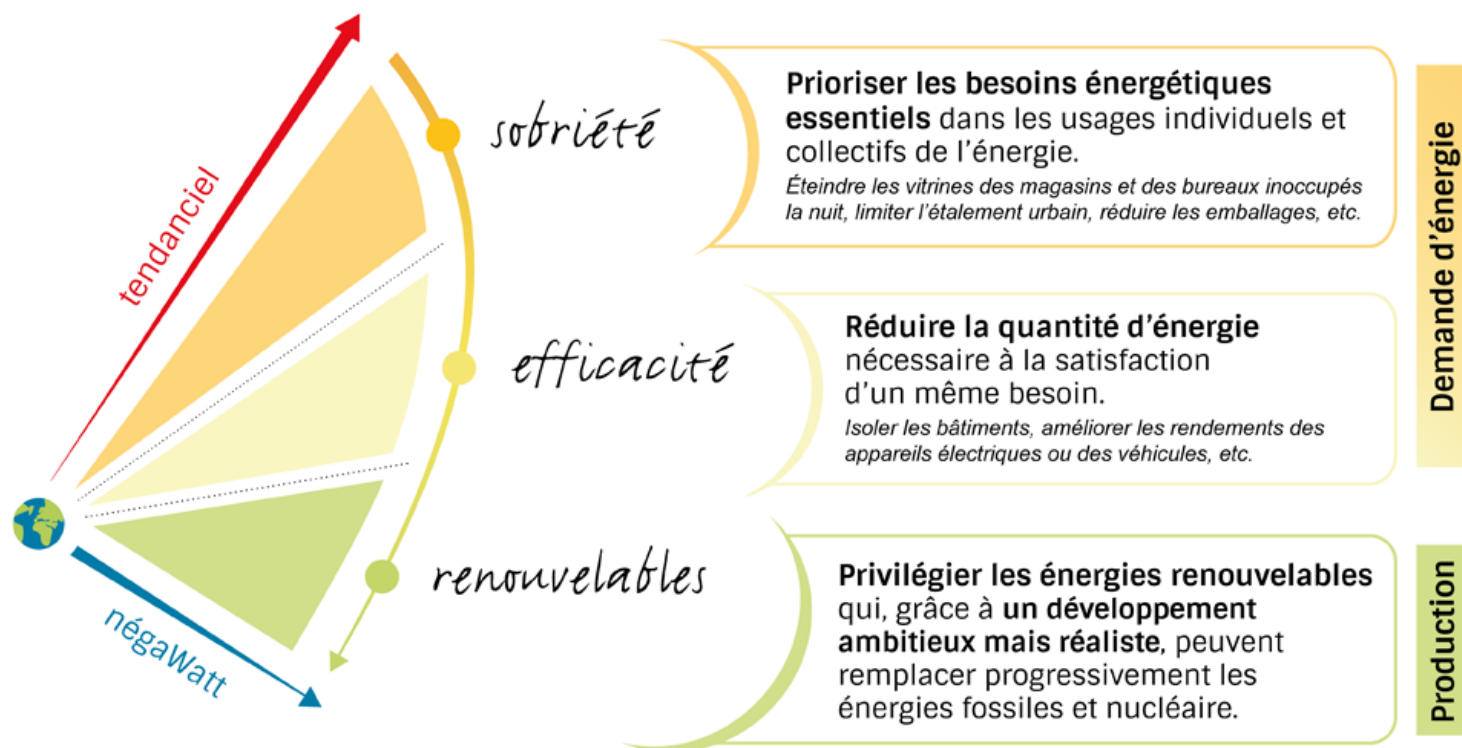 tendanciel
négaWatt
sobriété
Prioriser les besoins énergétiques
essentiels dans les usages individuels et
collectifs de l'énergie.
Éteindre les vitrines des magasins et des bureaux inoccupés
la nuit, limiter l'étalement urbain, réduire les emballages, etc.
efficacité
Réduire la quantité d'énergie
nécessaire à la satisfaction
d'un même besoin.
Isoler les bâtiments, améliorer les rendements des
appareils électriques ou des véhicules, etc.
Demande d'énergie
renouvelables
Privilégier les énergies renouvelables
qui, grâce à un développement
ambitieux mais réaliste, peuvent
remplacer progressivement les
énergies fossiles et nucléaire.
Production